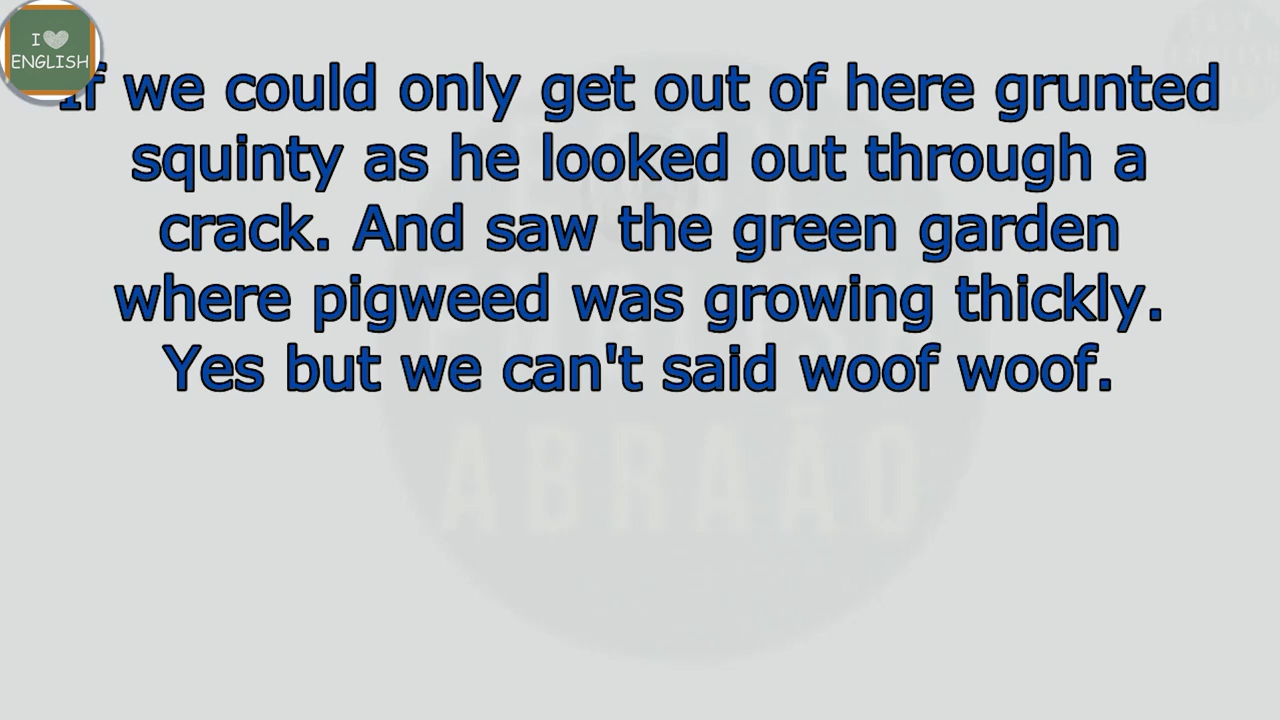 I
ENGLISH
If we could only get out of here grunted
squinty as he looked out through a
crack. And saw the green garden
where pigweed was growing thickly.
Yes but we can't said woof woof.
ABRAÃO